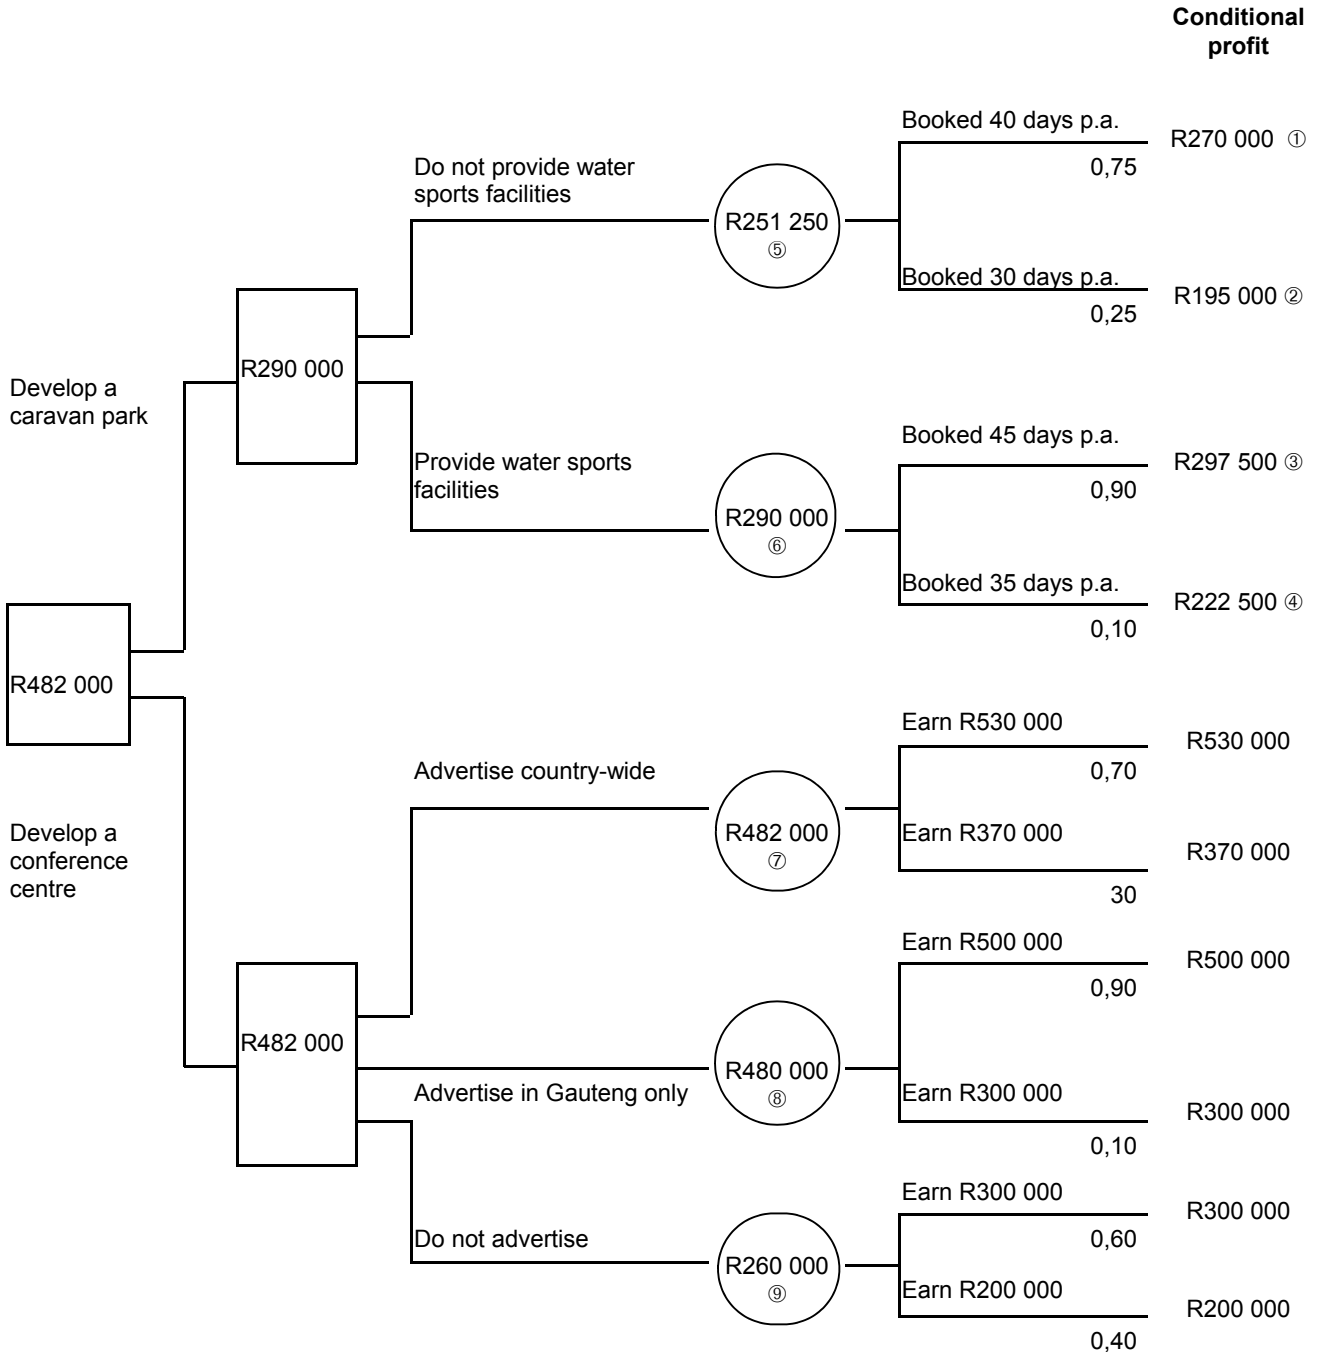 Conditional
profit
Booked 40 days p.a.
R270 000 ①
0,75
Do not provide water
sports facilities
R251 250
⑤
Booked 30 days p.a.
R195 000 ②
0,25
R290 000
Develop a
caravan park
Booked 45 days p.a.
R297 500 ③
0,90
Provide water sports
facilities
R290 000
⑥
Booked 35 days p.a.
R222 500 ④
0,10
R482 000
Earn R530 000
R530 000
0,70
Advertise country-wide
R482 000
⑦
Earn R370 000
R370 000
30
Develop a
conference
centre
Earn R500 000
R500 000
0,90
R482 000
Advertise in Gauteng only
R480 000
⑧
Earn R300 000
R300 000
0,10
Earn R300 000
R300 000
0,60
Do not advertise
R260 000
⑨
Earn R200 000
R200 000
0,40